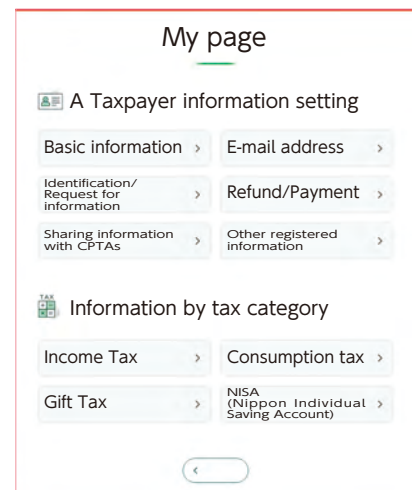 My page
A Taxpayer information setting
Basic information
E-mail address
Identification/
Request for
information
Refund/Payment
Sharing information
with CPTAs
Other registered
information
TAX
Information by tax category
Income Tax
Consumption tax
Gift Tax
NISA
(Nippon Individual
Saving Account)